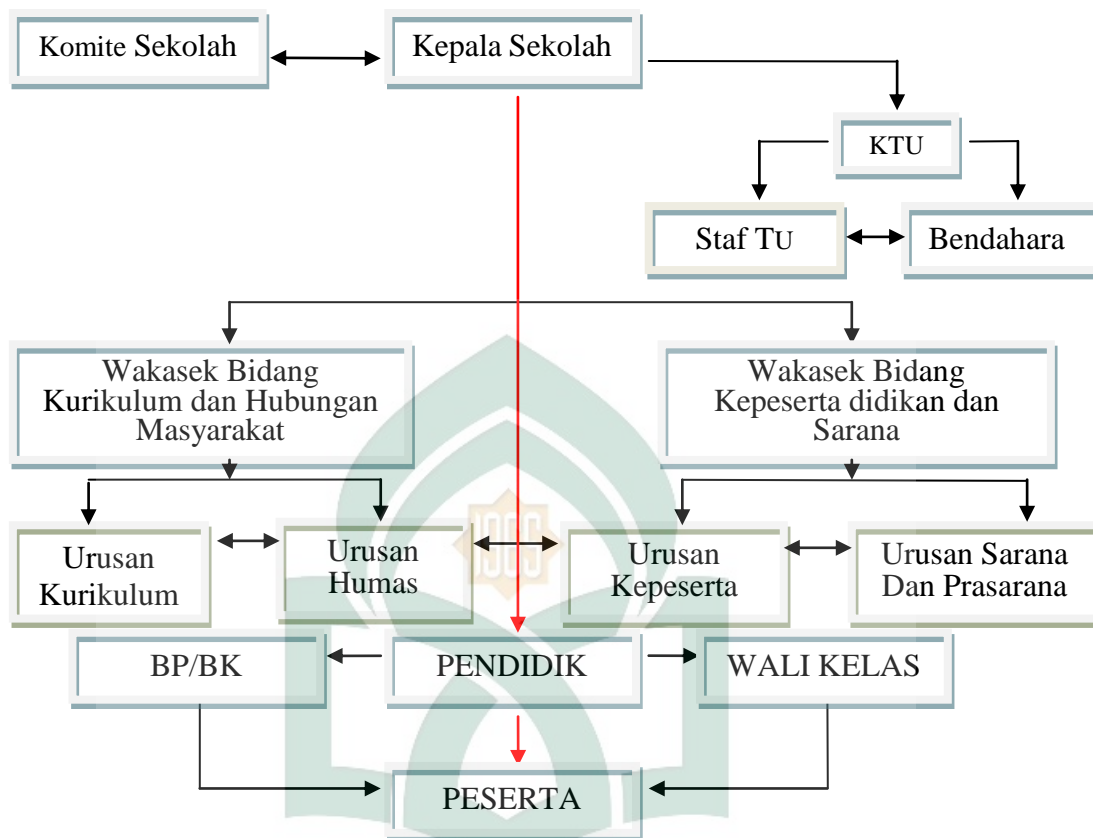 Komite Sekolah
Kepala Sekolah
KTU
Staf TU
Bendahara
Wakasek Bidang
Kurikulum dan Hubungan
Masyarakat
Wakasek Bidang
Kepeserta didikan dan
Sarana
Urusan
Kurikulum
Urusan
Humas
Urusan
Kepeserta
Urusan Sarana
Dan Prasarana
BP/BK
PENDIDIK
WALI KELAS
PESERTA